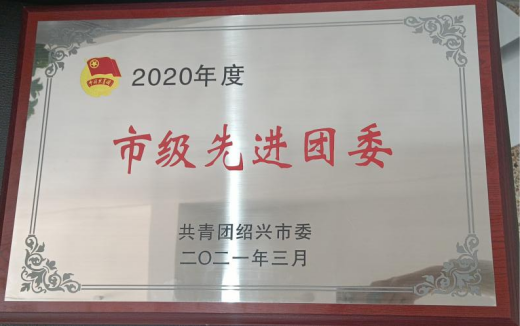 2020年度
市级先进团委
共青团绍兴市委
二〇二一年三月